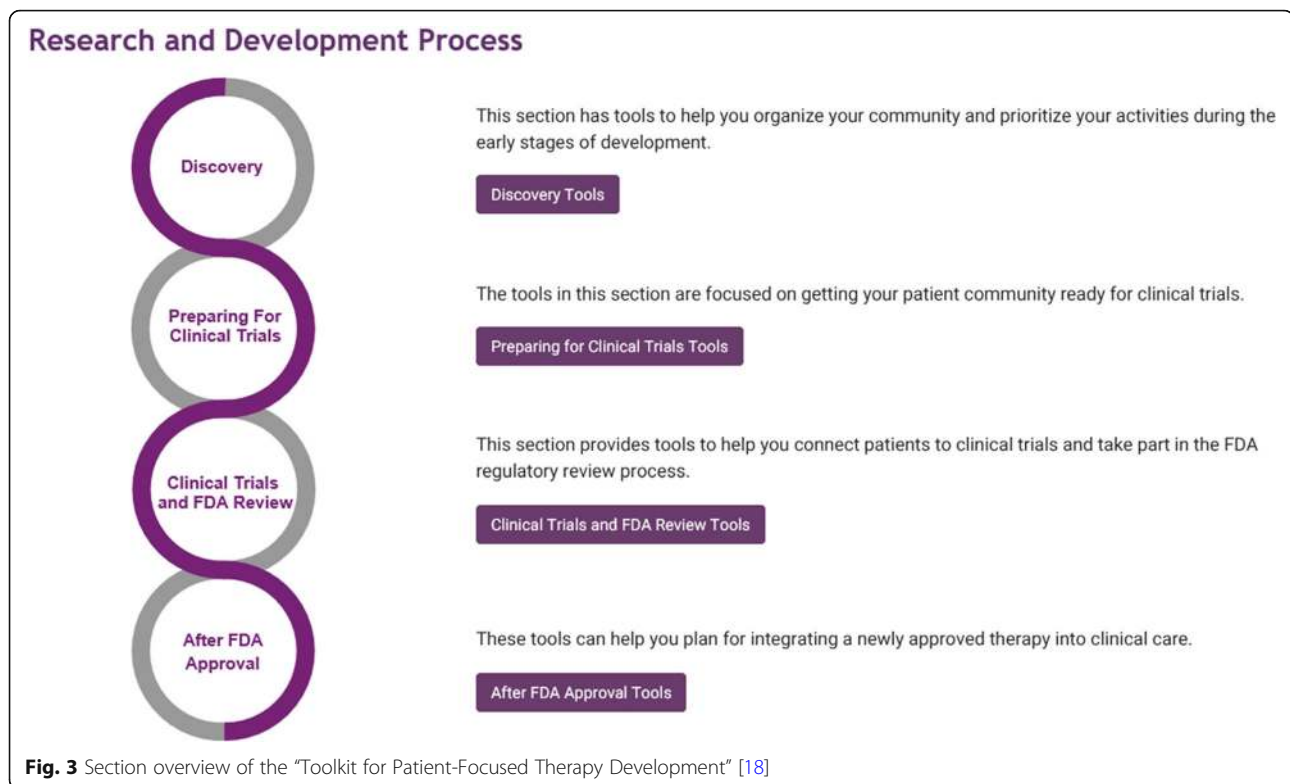 Research and Development Process
Discovery
This section has tools to help you organize your community and prioritize your activities during the
early stages of development.
Discovery Tools
Preparing For
Clinical Trials
The tools in this section are focused on getting your patient community ready for clinical trials.
Preparing for Clinical Trials Tools
Clinical Trials
and FDA Review
This section provides tools to help you connect patients to clinical trials and take part in the FDA
regulatory review process.
Clinical Trials and FDA Review Tools
After FDA
Approval
These tools can help you plan for integrating a newly approved therapy into clinical care.
After FDA Approval Tools
Fig. 3 Section overview of the “Toolkit for Patient-Focused Therapy Development” [18]